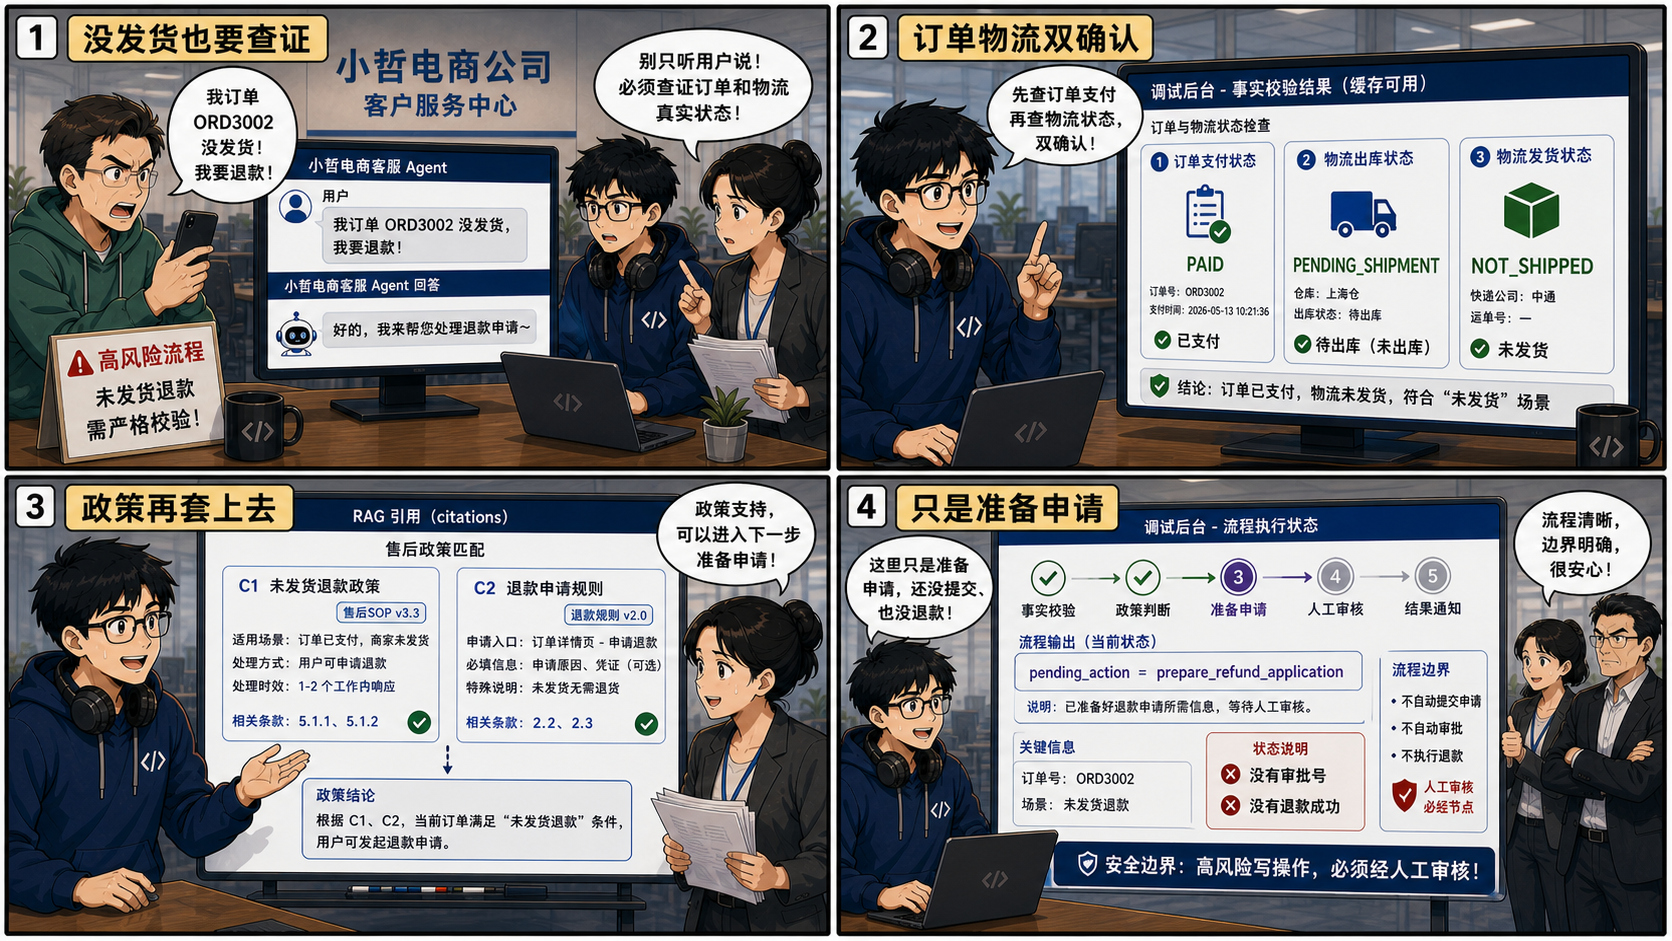 1
没发货也要查证
小哲电商公司
客户服务中心
我订单
ORD3002
没发货！
我要退款！
别只听用户说！
必须查证订单和物流
真实状态！
小哲电商客服 Agent
用户
我订单 ORD3002 没发货，
我要退款！
小哲电商客服 Agent 回答
好的，我来帮您处理退款申请~
高风险流程
未发货退款
需严格校验！
</>
</>
</>
2
订单物流双确认
先查订单支付
再查物流状态，
双确认！
调试后台 - 事实校验结果（缓存可用）
订单与物流状态检查
1 订单支付状态
PAID
订单号：ORD3002
支付时间：2026-05-13 10:21:36
已支付
2 物流出库状态
PENDING_SHIPMENT
仓库：上海仓
出库状态：待出库
待出库（未出库）
3 物流发货状态
NOT_SHIPPED
快递公司：中通
运单号：—
未发货
结论：订单已支付，物流未发货，符合“未发货”场景
</>
</>
</>
3
政策再套上去
RAG 引用（citations）
售后政策匹配
政策支持，
可以进入下一步
准备申请！
C1 未发货退款政策
售后SOP v3.3
适用场景：订单已支付，商家未发货
处理方式：用户可申请退款
处理时效：1-2 个工作内响应
相关条款：5.1.1、5.1.2
C2 退款申请规则
退款规则 v2.0
申请入口：订单详情页 - 申请退款
必填信息：申请原因、凭证（可选）
特殊说明：未发货无需退货
相关条款：2.2、2.3
政策结论
根据 C1、C2，当前订单满足“未发货退款”条件，
用户可发起退款申请。
</>
4
只是准备申请
这里只是准备
申请，还没提交、
也没退款！
流程清晰，
边界明确，
很安心！
调试后台 - 流程执行状态
3
4
5
事实校验
政策判断
准备申请
人工审核
结果通知
流程输出（当前状态）
pending_action = prepare_refund_application
说明：已准备好退款申请所需信息，等待人工审核。
关键信息
订单号：ORD3002
场景：未发货退款
状态说明
没有审批号
没有退款成功
流程边界
• 不自动提交申请
• 不自动审批
• 不执行退款
人工审核
必经节点
安全边界：高风险写操作，必须经人工审核！
</>
</>